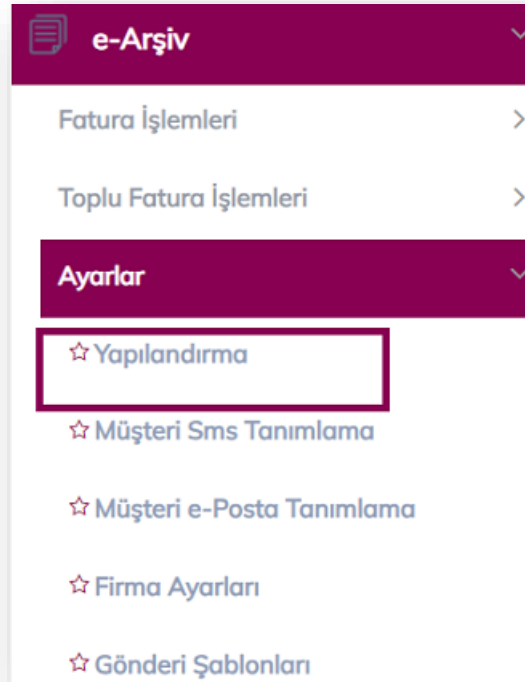 e-Arşiv
Fatura İşlemleri
Toplu Fatura İşlemleri
Ayarlar
Yapılandırma
Müşteri Sms Tanımlama
Müşteri e-Posta Tanımlama
Firma Ayarları
Gönderi Şablonları